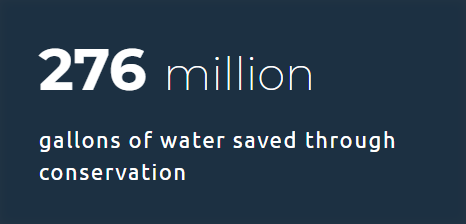 276 million
gallons of water saved through
conservation